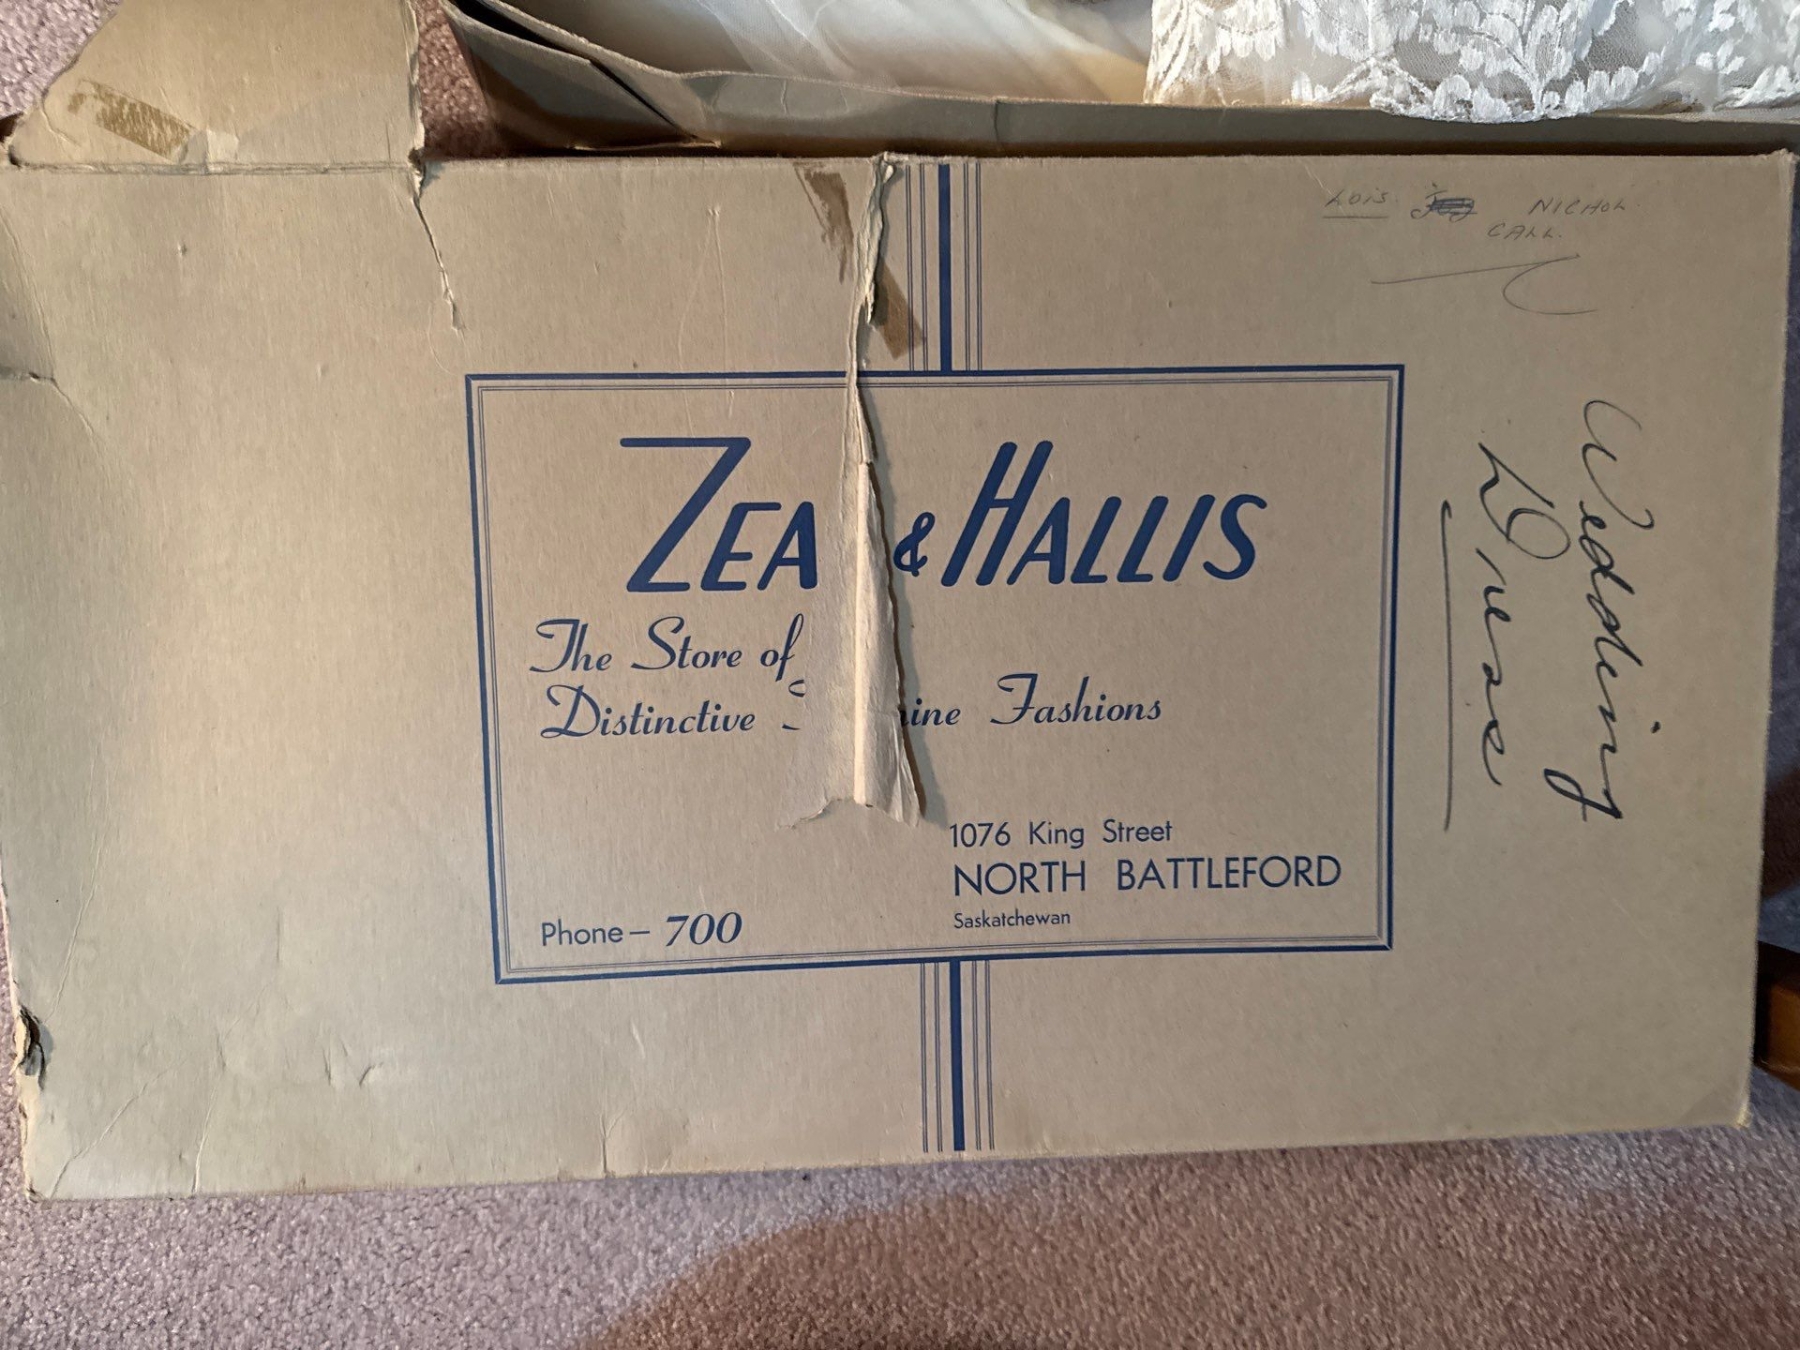 LOIS. NICHOL.
CALL.
ZEA & HALLIS
The Store of
Distinctive Fashions
1076 King Street
NORTH BATTLEFORD
Saskatchewan
Phone — 700
Wedding
Dress